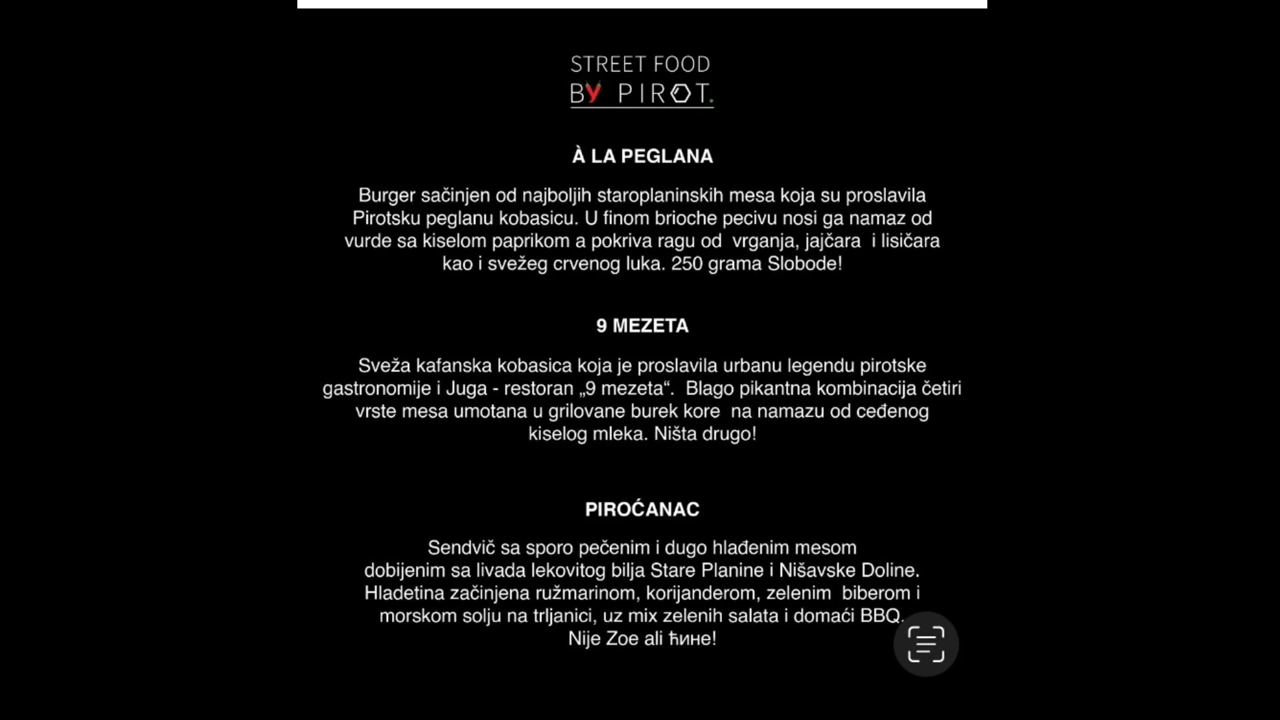 STREET FOOD
BY PIROT®
À LA PEGLANA
Burger sačinjen od najboljih staroplaninskih mesa koja su proslavila
Pirotsku peglanu kobasicu. U finom brioche pecivu nosi ga namaz od
vurde sa kiselom paprikom a pokriva ragu od vrganja, jajčara i lisičara
kao i svežeg crvenog luka. 250 grama Slobode!
9 MEZETA
Sveža kafanska kobasica koja je proslavila urbanu legendu pirotske
gastronomije i Juga - restoran „9 mezeta“. Blago pikantna kombinacija četiri
vrste mesa umotana u grilovane burek kore na namazu od ceđenog
kiselog mleka. Ništa drugo!
PIROĆANAC
Sendvič sa sporo pečenim i dugo hlađenim mesom
dobijenim sa livada lekovitog bilja Stare Planine i Nišavske Doline.
Hladetina začinjena ružmarinom, korijanderom, zelenim biberom i
morskom solju na trljanici, uz mix zelenih salata i domaći BBQ.
Nije Zoe ali ћине!